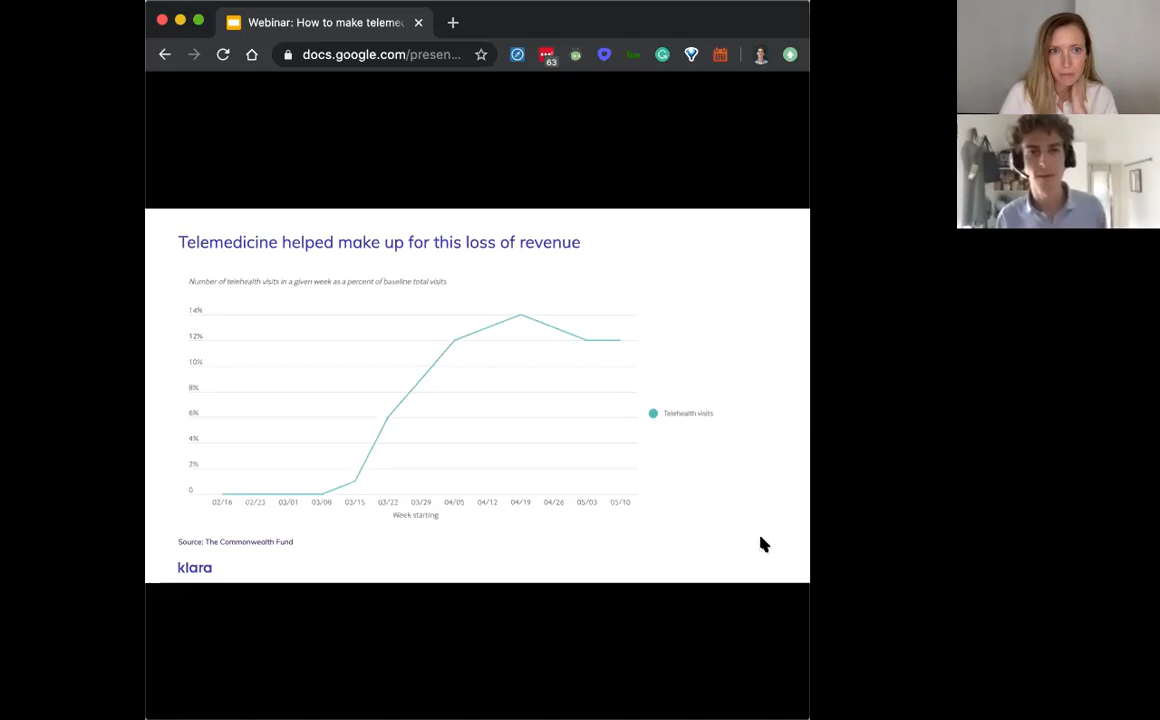 Webinar: How to make teleme
docs.google.com/presen...
63
Telemedicine helped make up for this loss of revenue
Number of telehealth visits in a given week as a percent of baseline total visits
14%
12%
10%
8%
6%
4%
2%
0
Telehealth visits
02/16 02/23 03/01 03/08 03/15 03/22 03/29 04/05 04/12 04/19 04/26 05/03 05/10
Week starting
Source: The Commonwealth Fund
klara